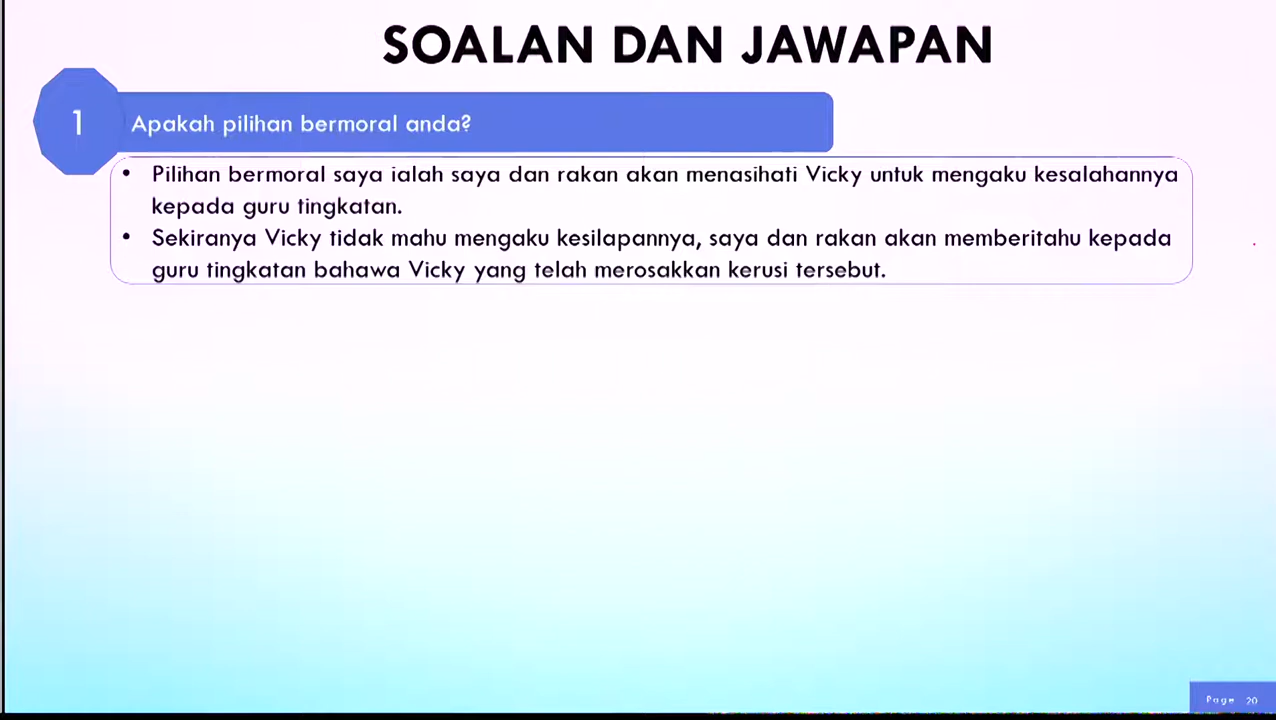 SOALAN DAN JAWAPAN
1
Apakah pilihan bermoral anda?
• Pilihan bermoral saya ialah saya dan rakan akan menasihati Vicky untuk mengaku kesalahannya
kepada guru tingkatan.
• Sekiranya Vicky tidak mahu mengaku kesilapannya, saya dan rakan akan memberitahu kepada
guru tingkatan bahawa Vicky yang telah merosakkan kerusi tersebut.
Page 20